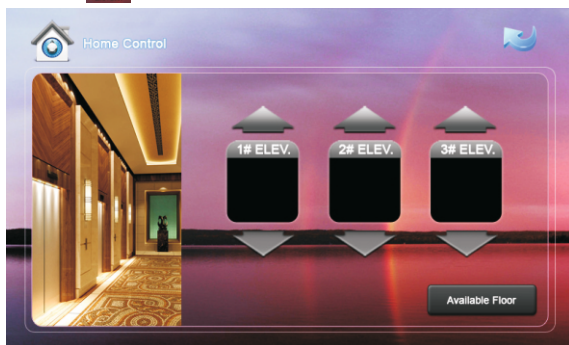 Home Control
1# ELEV.
2# ELEV.
3# ELEV.
Available Floor